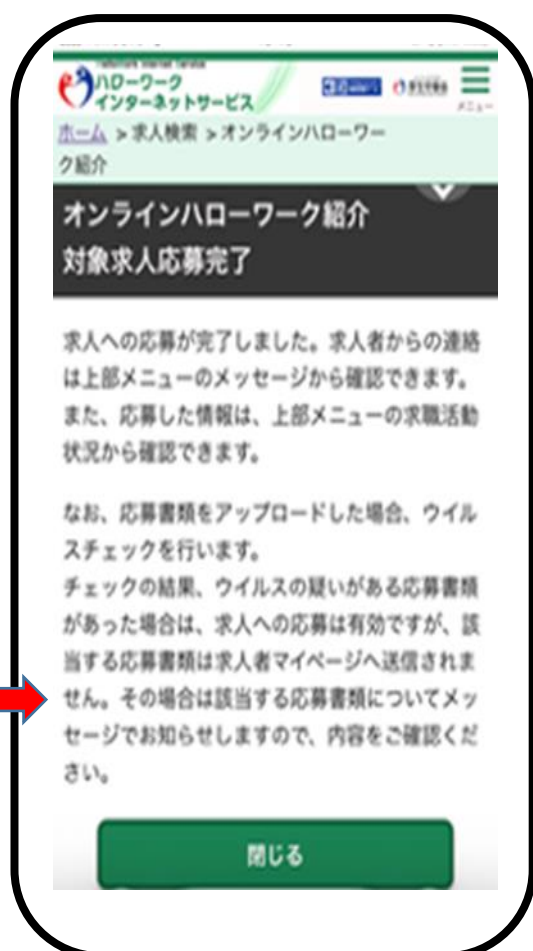 ハローワーク
インターネットサービス
メニュー
ホーム > 求人検索 > オンラインハローワー
ク紹介
オンラインハローワーク紹介
対象求人応募完了
求人への応募が完了しました。求人者からの連絡
は上部メニューのメッセージから確認できます。
また、応募した情報は、上部メニューの求職活動
状況から確認できます。
なお、応募書類をアップロードした場合、ウイル
スチェックを行います。
チェックの結果、ウイルスの疑いがある応募書類
があった場合は、求人への応募は有効ですが、該
当する応募書類は求人者マイページへ送信されま
せん。その場合は該当する応募書類についてメッ
セージでお知らせしますので、内容をご確認くだ
さい。
閉じる